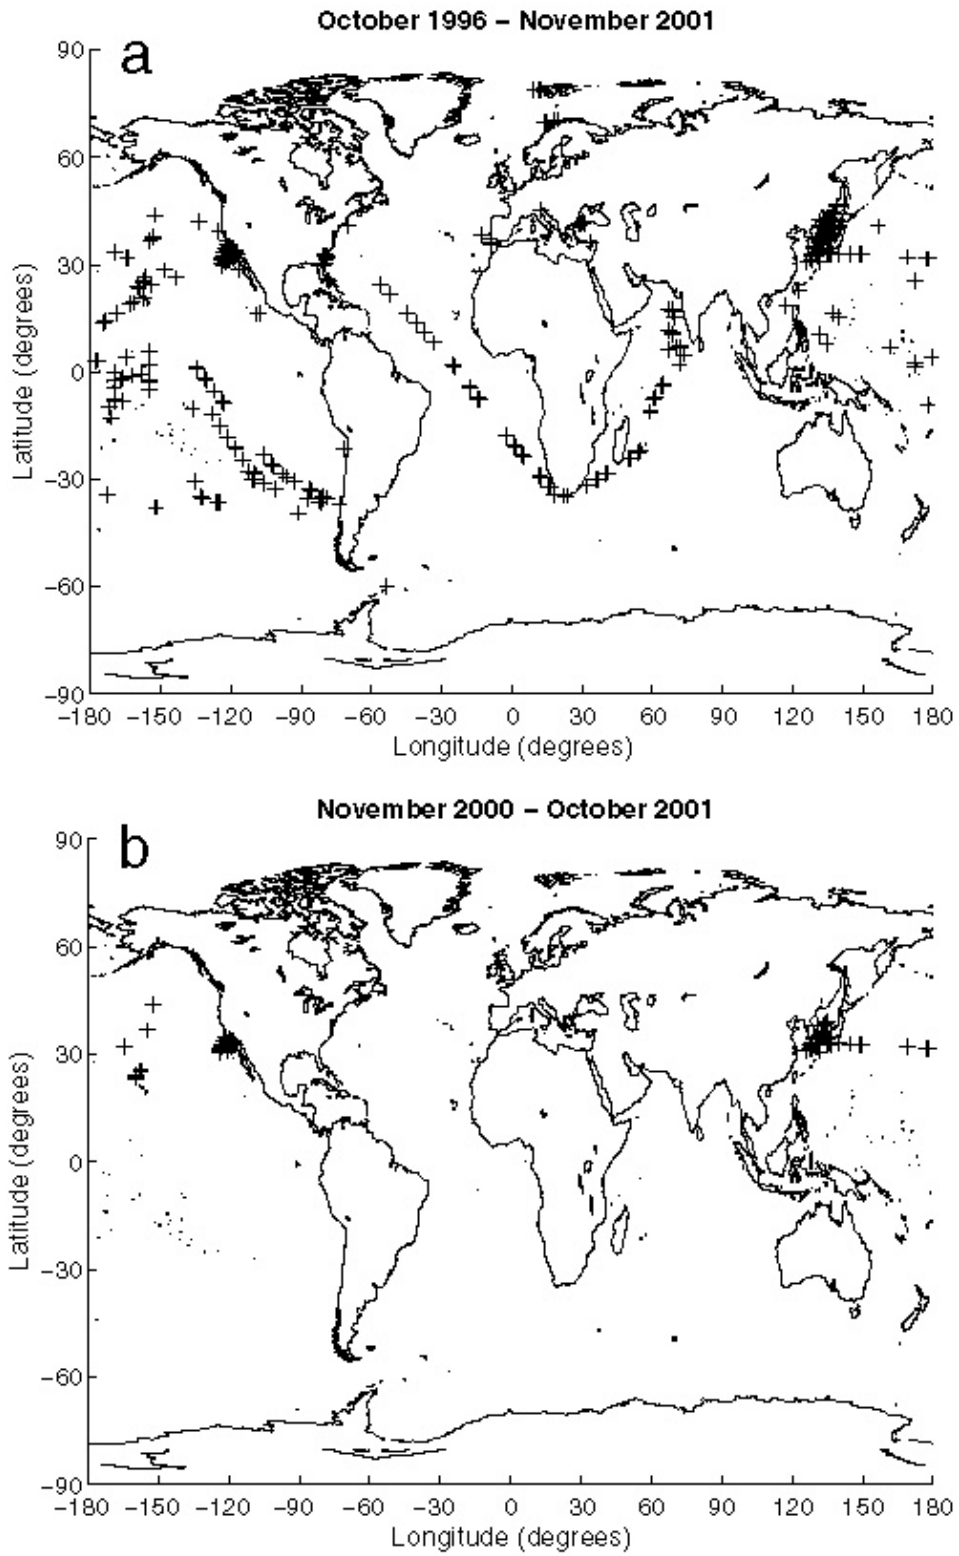 October 1996 – November 2001
a
90
60
30
0
−30
−60
−90
Latitude (degrees)
−180 −150 −120 −90 −60 −30 0 30 60 90 120 150 180
Longitude (degrees)
November 2000 – October 2001
b
90
60
30
0
−30
−60
−90
Latitude (degrees)
−180 −150 −120 −90 −60 −30 0 30 60 90 120 150 180
Longitude (degrees)